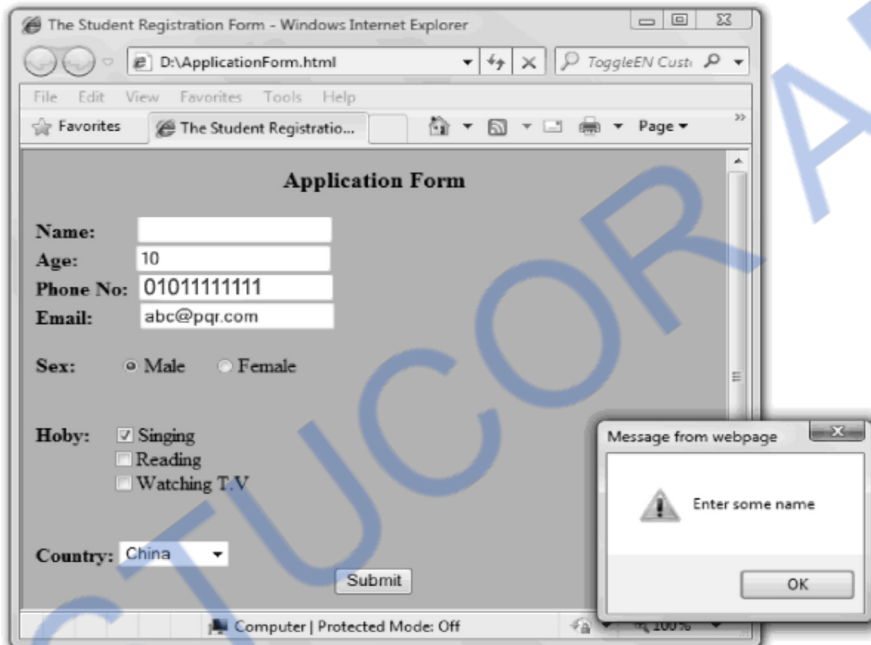 The Student Registration Form - Windows Internet Explorer
D:\ApplicationForm.html ToggleEN Cust
File Edit View Favorites Tools Help
Favorites The Student Registratio... Page
Application Form
Name:
Age: 10
Phone No: 01011111111
Email: abc@pqr.com
Sex: Male Female
Hoby: Singing
Reading
Watching T.V
Country: China
Submit
Message from webpage
Enter some name
OK
Computer | Protected Mode: Off 100%